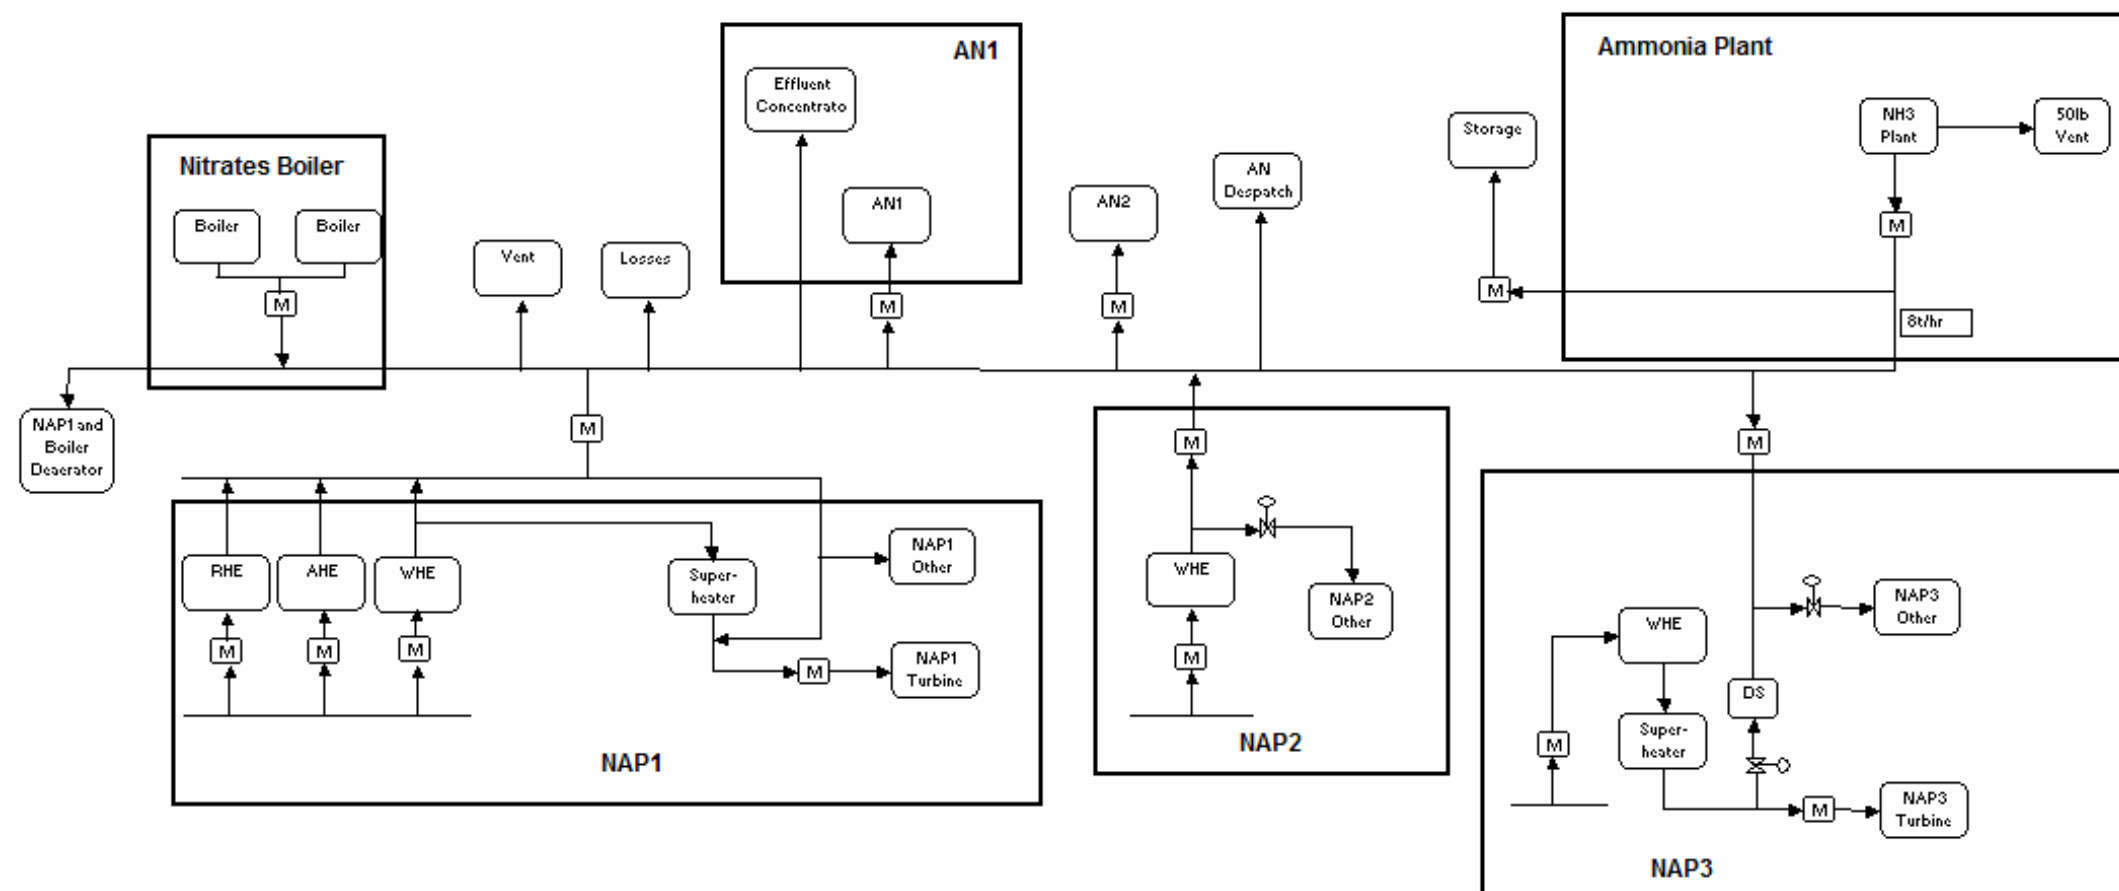 AN1
Ammonia Plant
Effluent
Concentrato
NH3
Plant
50lb
Vent
Storage
Nitrates Boiler
AN
Despatch
AN1
AN2
Boiler
Boiler
M
Vent
Losses
M
M
M
M
8t/hr
NAP1 and
Boiler
Deaerator
M
M
M
RHE
AHE
WHE
Super-
heater
NAP1
Other
WHE
NAP2
Other
NAP3
Other
WHE
M
M
M
M
NAP1
Turbine
M
DS
NAP2
M
Super-
heater
NAP1
M
NAP3
Turbine
NAP3